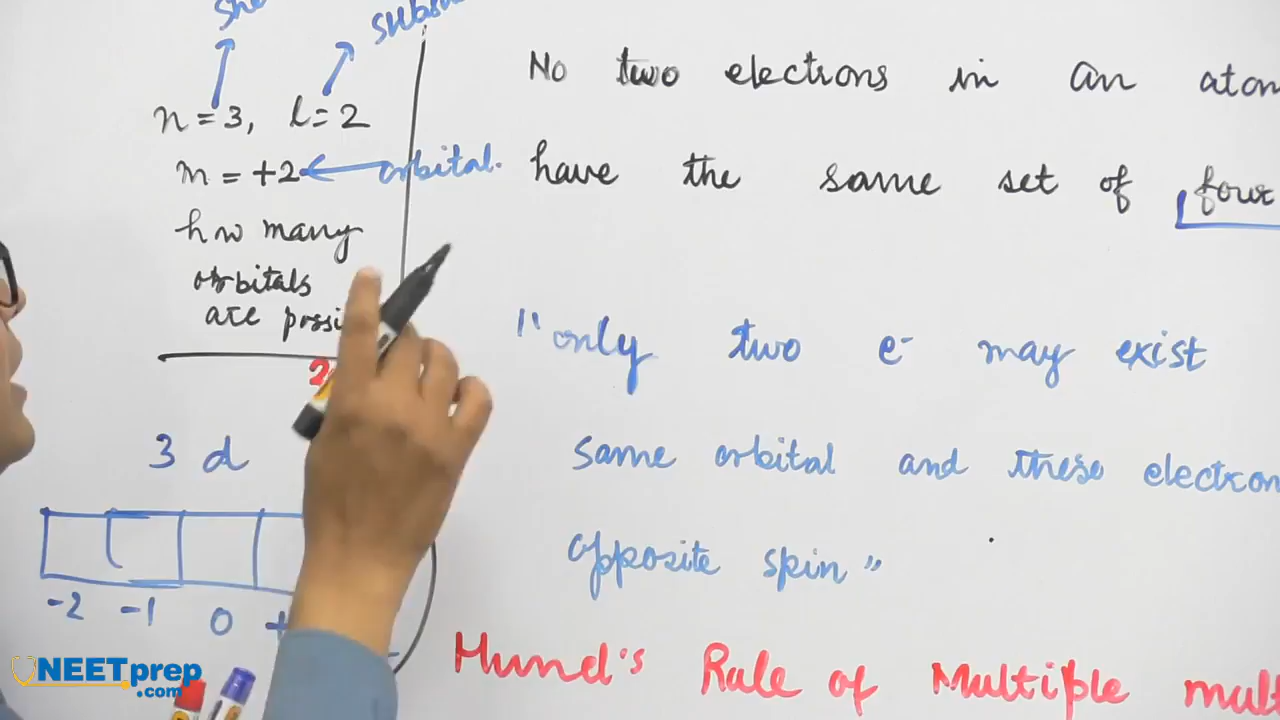 n = 3, l = 2
m = +2 ← orbital.
how many
orbitals
are possi
2
3 d
-2 -1 0 +
No two electrons in an atom
have the same set of four
"only two e- may exist
same orbital and these electron
opposite spin"
Hund's Rule of Multiple mult
NEETprep
.com